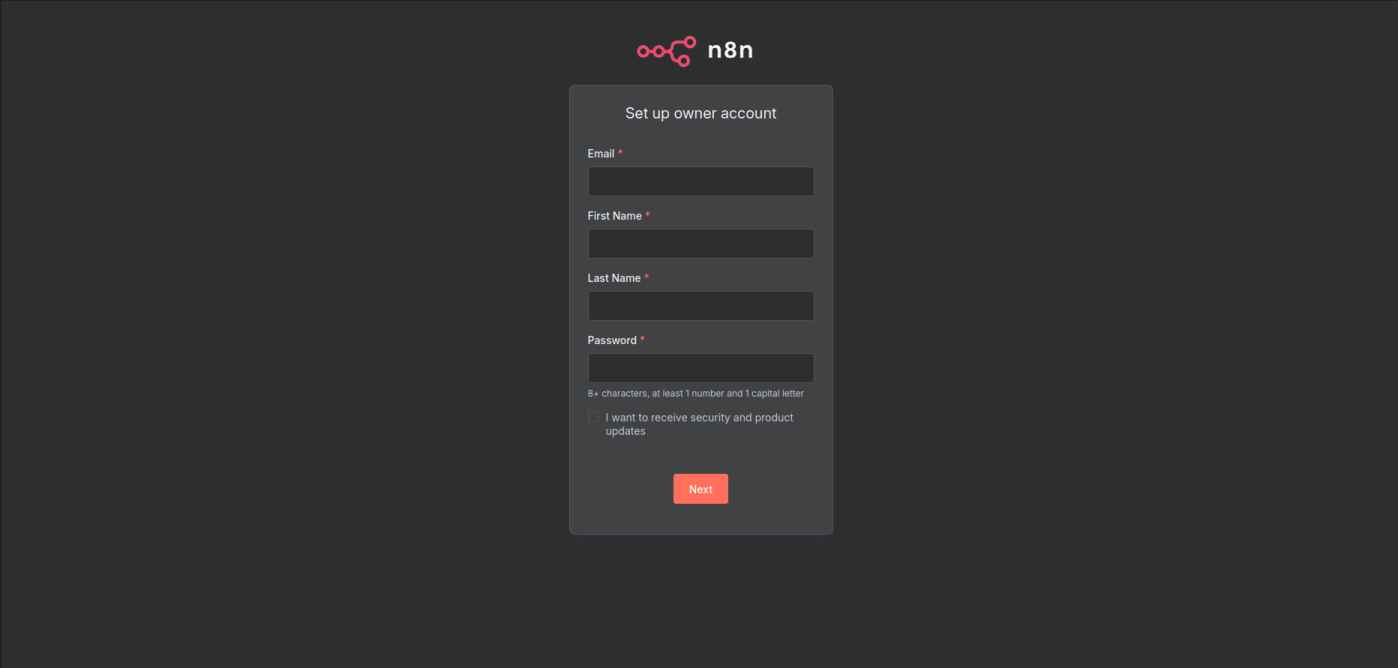 n8n
Set up owner account
Email *
First Name *
Last Name *
Password *
8+ characters, at least 1 number and 1 capital letter
I want to receive security and product
updates
Next